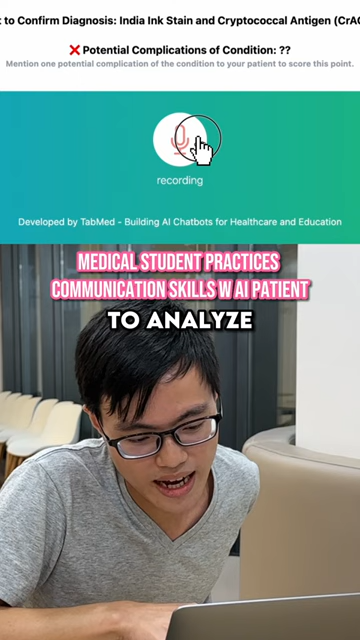 t to Confirm Diagnosis: India Ink Stain and Cryptococcal Antigen (CrAG
❌ Potential Complications of Condition: ??
Mention one potential complication of the condition to your patient to score this point.
recording
Developed by TabMed - Building AI Chatbots for Healthcare and Education
MEDICAL STUDENT PRACTICES
COMMUNICATION SKILLS W AI PATIENT
TO ANALYZE